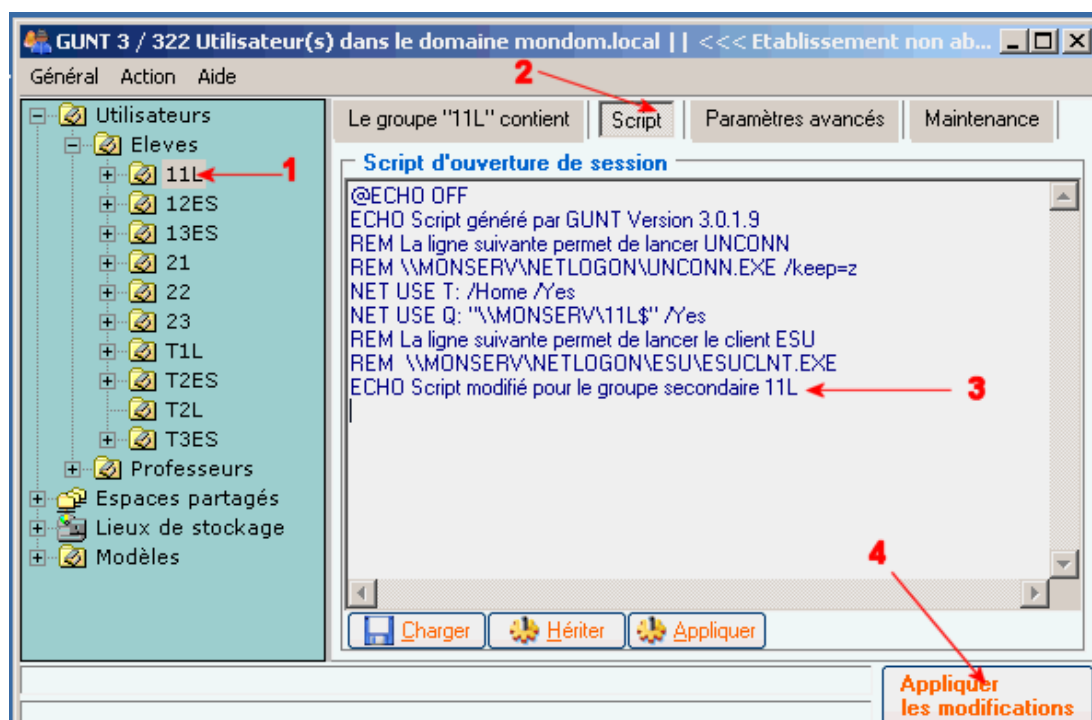 GUNT 3 / 322 Utilisateur(s) dans le domaine mondom.local || <<< Etablissement non ab...
Général Action Aide
2
Utilisateurs
Eleves
11L
1
12ES
13ES
21
22
23
T1L
T2ES
T2L
T3ES
Professeurs
Espaces partagés
Lieux de stockage
Modèles
Le groupe "11L" contient Script Paramètres avancés Maintenance
Script d'ouverture de session
@ECHO OFF
ECHO Script généré par GUNT Version 3.0.1.9
REM La ligne suivante permet de lancer UNCONN
REM \\MONSERV\NETLOGON\UNCONN.EXE /keep=z
NET USE T: /Home /Yes
NET USE Q: "\\MONSERV\11L$" /Yes
REM La ligne suivante permet de lancer le client ESU
REM \\MONSERV\NETLOGON\ESU\ESUCLNT.EXE
ECHO Script modifié pour le groupe secondaire 11L
3
4
Charger Hériter Appliquer
Appliquer
les modifications